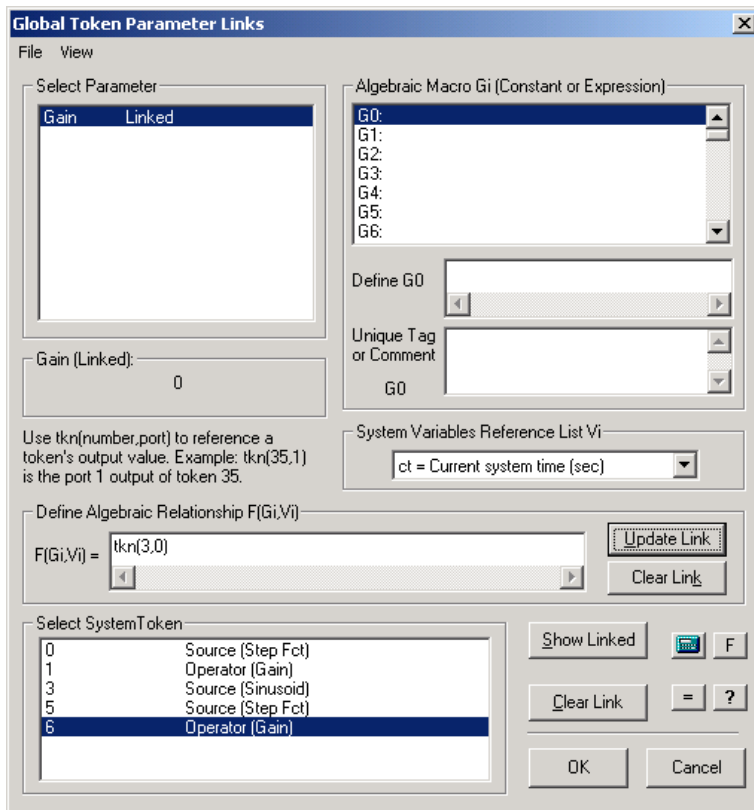 Global Token Parameter Links
File View
Select Parameter
Gain Linked
Gain (Linked):
0
Use tkn(number,port) to reference a
token's output value. Example: tkn(35,1)
is the port 1 output of token 35.
Algebraic Macro Gi (Constant or Expression)
G0:
G1:
G2:
G3:
G4:
G5:
G6:
Define G0
Unique Tag
or Comment
G0
System Variables Reference List Vi
ct = Current system time (sec)
Define Algebraic Relationship F(Gi,Vi)
F(Gi,Vi) = tkn(3,0)
Update Link
Clear Link
Select SystemToken
0 Source (Step Fct)
1 Operator (Gain)
3 Source (Sinusoid)
5 Source (Step Fct)
6 Operator (Gain)
Show Linked
F
Clear Link
= ?
OK Cancel